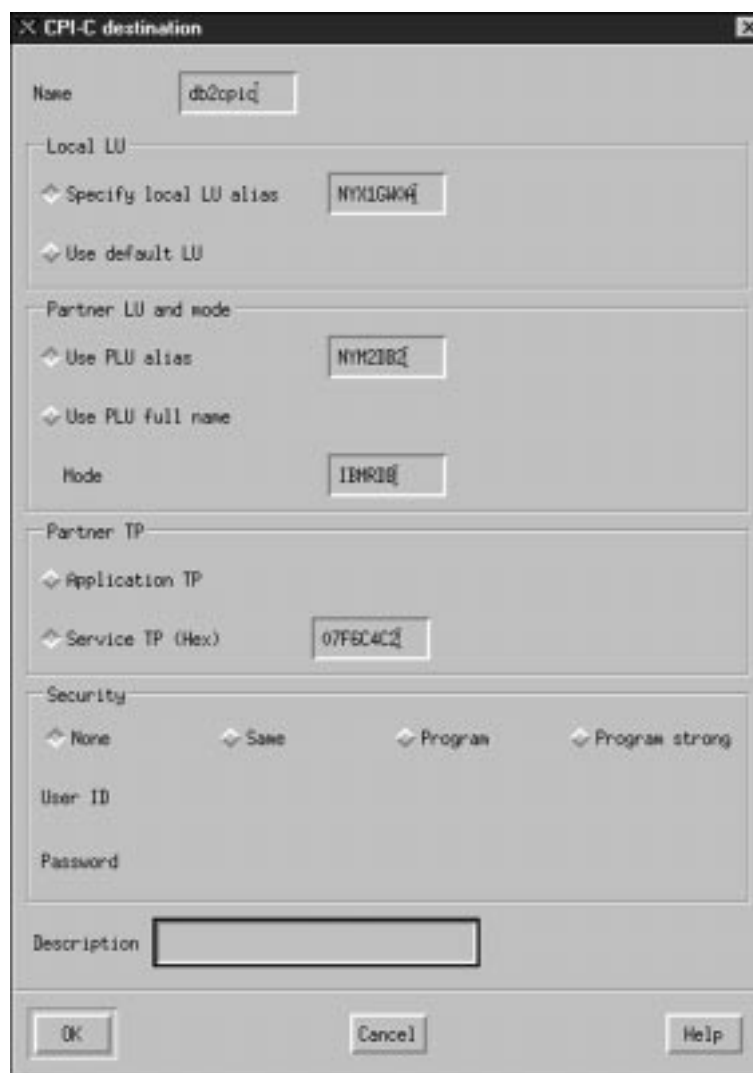 CPI-C destination
Name db2cpic
Local LU
Specify local LU alias NYX1GW0A
Use default LU
Partner LU and mode
Use PLU alias NYM2DB2
Use PLU full name
Mode IBMRDB
Partner TP
Application TP
Service TP (Hex) 07F6C4C2
Security
None Same Program Program strong
User ID
Password
Description
OK Cancel Help